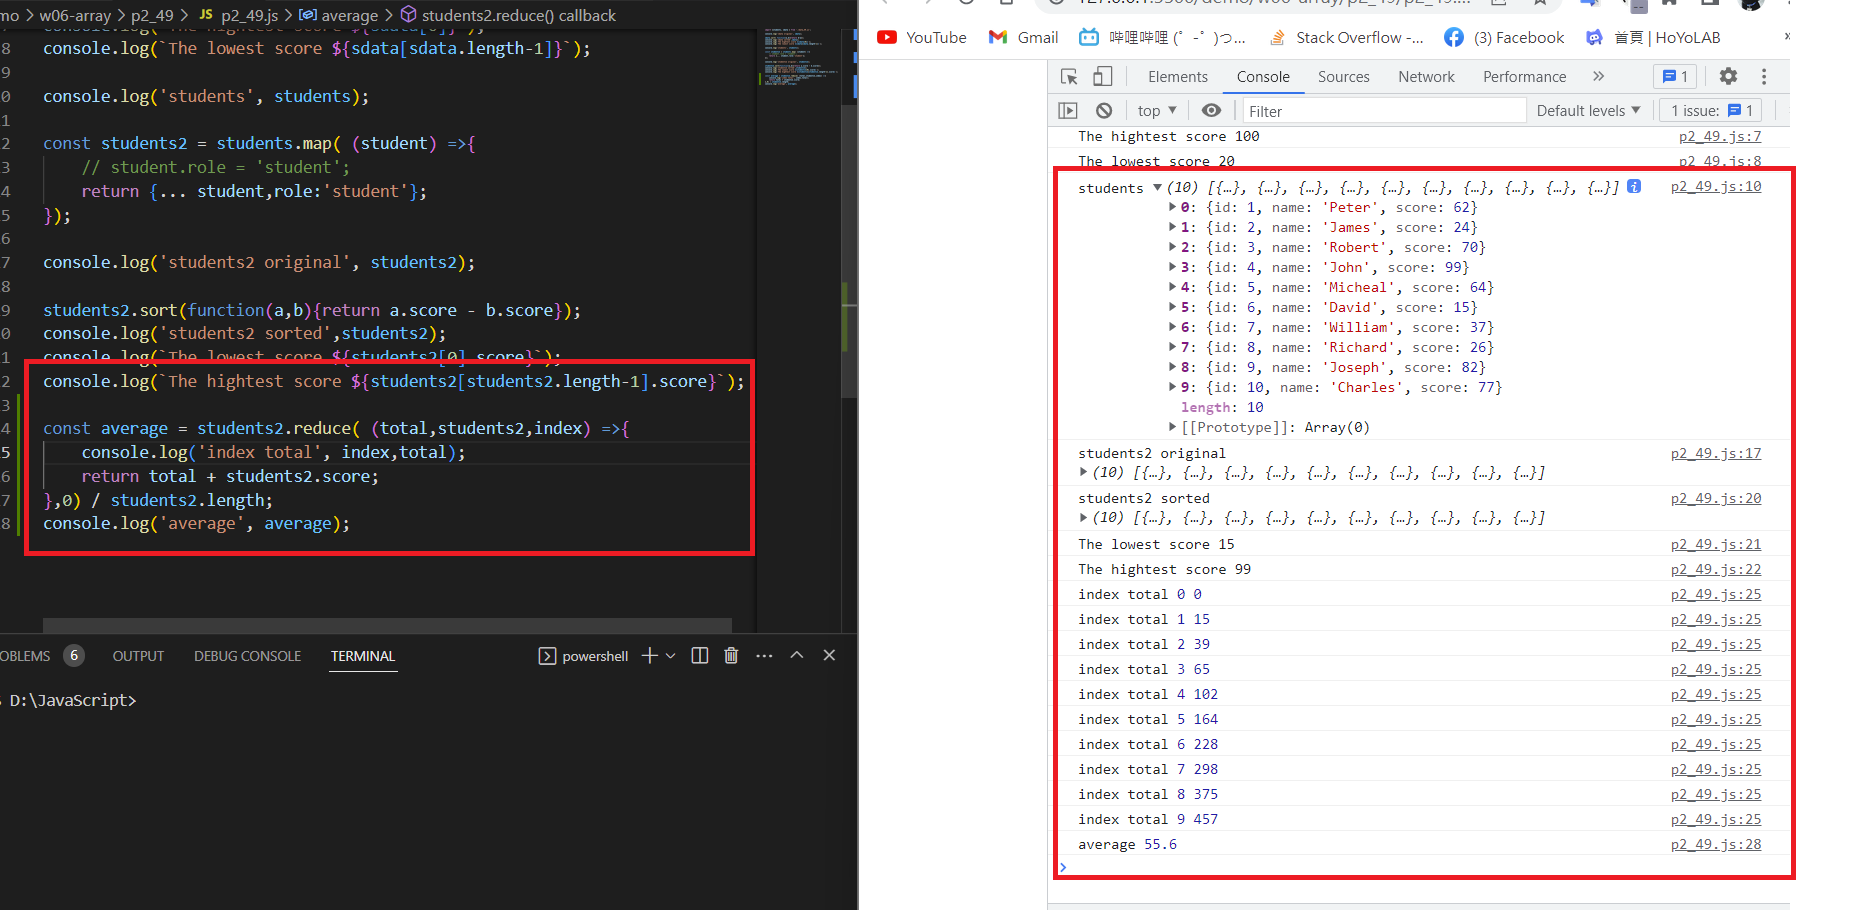 mo > w06-array > p2_49 > JS p2_49.js > average > students2.reduce() callback
8 console.log(`The lowest score ${sdata[sdata.length-1]}`);
9
0 console.log('students', students);
1
2 const students2 = students.map( (student) =>{
3 // student.role = 'student';
4 return {... student,role:'student'};
5 });
6
7 console.log('students2 original', students2);
8
9 students2.sort(function(a,b){return a.score - b.score});
0 console.log('students2 sorted',students2);
1 console.log(`The lowest score ${students2[0].score}`);
2 console.log(`The hightest score ${students2[students2.length-1].score}`);
3
4 const average = students2.reduce( (total,students2,index) =>{
5 console.log('index total', index,total);
6 return total + students2.score;
7 },0) / students2.length;
8 console.log('average', average);
OBLEMS 6 OUTPUT DEBUG CONSOLE TERMINAL powershell
D:\JavaScript>
YouTube Gmail 嗶哩嗶哩 (゜-゜)つ... Stack Overflow -... (3) Facebook 首頁 | HoYoLAB »
Elements Console Sources Network Performance » 1
top ▼ Filter Default levels ▼ 1 issue: 1
The hightest score 100 p2_49.js:7
The lowest score 20 p2_49.js:8
students ▼ (10) [{…}, {…}, {…}, {…}, {…}, {…}, {…}, {…}, {…}, {…}] i p2_49.js:10
▶ 0: {id: 1, name: 'Peter', score: 62}
▶ 1: {id: 2, name: 'James', score: 24}
▶ 2: {id: 3, name: 'Robert', score: 70}
▶ 3: {id: 4, name: 'John', score: 99}
▶ 4: {id: 5, name: 'Micheal', score: 64}
▶ 5: {id: 6, name: 'David', score: 15}
▶ 6: {id: 7, name: 'William', score: 37}
▶ 7: {id: 8, name: 'Richard', score: 26}
▶ 8: {id: 9, name: 'Joseph', score: 82}
▶ 9: {id: 10, name: 'Charles', score: 77}
length: 10
▶ [[Prototype]]: Array(0)
students2 original p2_49.js:17
▶ (10) [{…}, {…}, {…}, {…}, {…}, {…}, {…}, {…}, {…}, {…}]
students2 sorted p2_49.js:20
▶ (10) [{…}, {…}, {…}, {…}, {…}, {…}, {…}, {…}, {…}, {…}]
The lowest score 15 p2_49.js:21
The hightest score 99 p2_49.js:22
index total 0 0 p2_49.js:25
index total 1 15 p2_49.js:25
index total 2 39 p2_49.js:25
index total 3 65 p2_49.js:25
index total 4 102 p2_49.js:25
index total 5 164 p2_49.js:25
index total 6 228 p2_49.js:25
index total 7 298 p2_49.js:25
index total 8 375 p2_49.js:25
index total 9 457 p2_49.js:25
average 55.6 p2_49.js:28
>